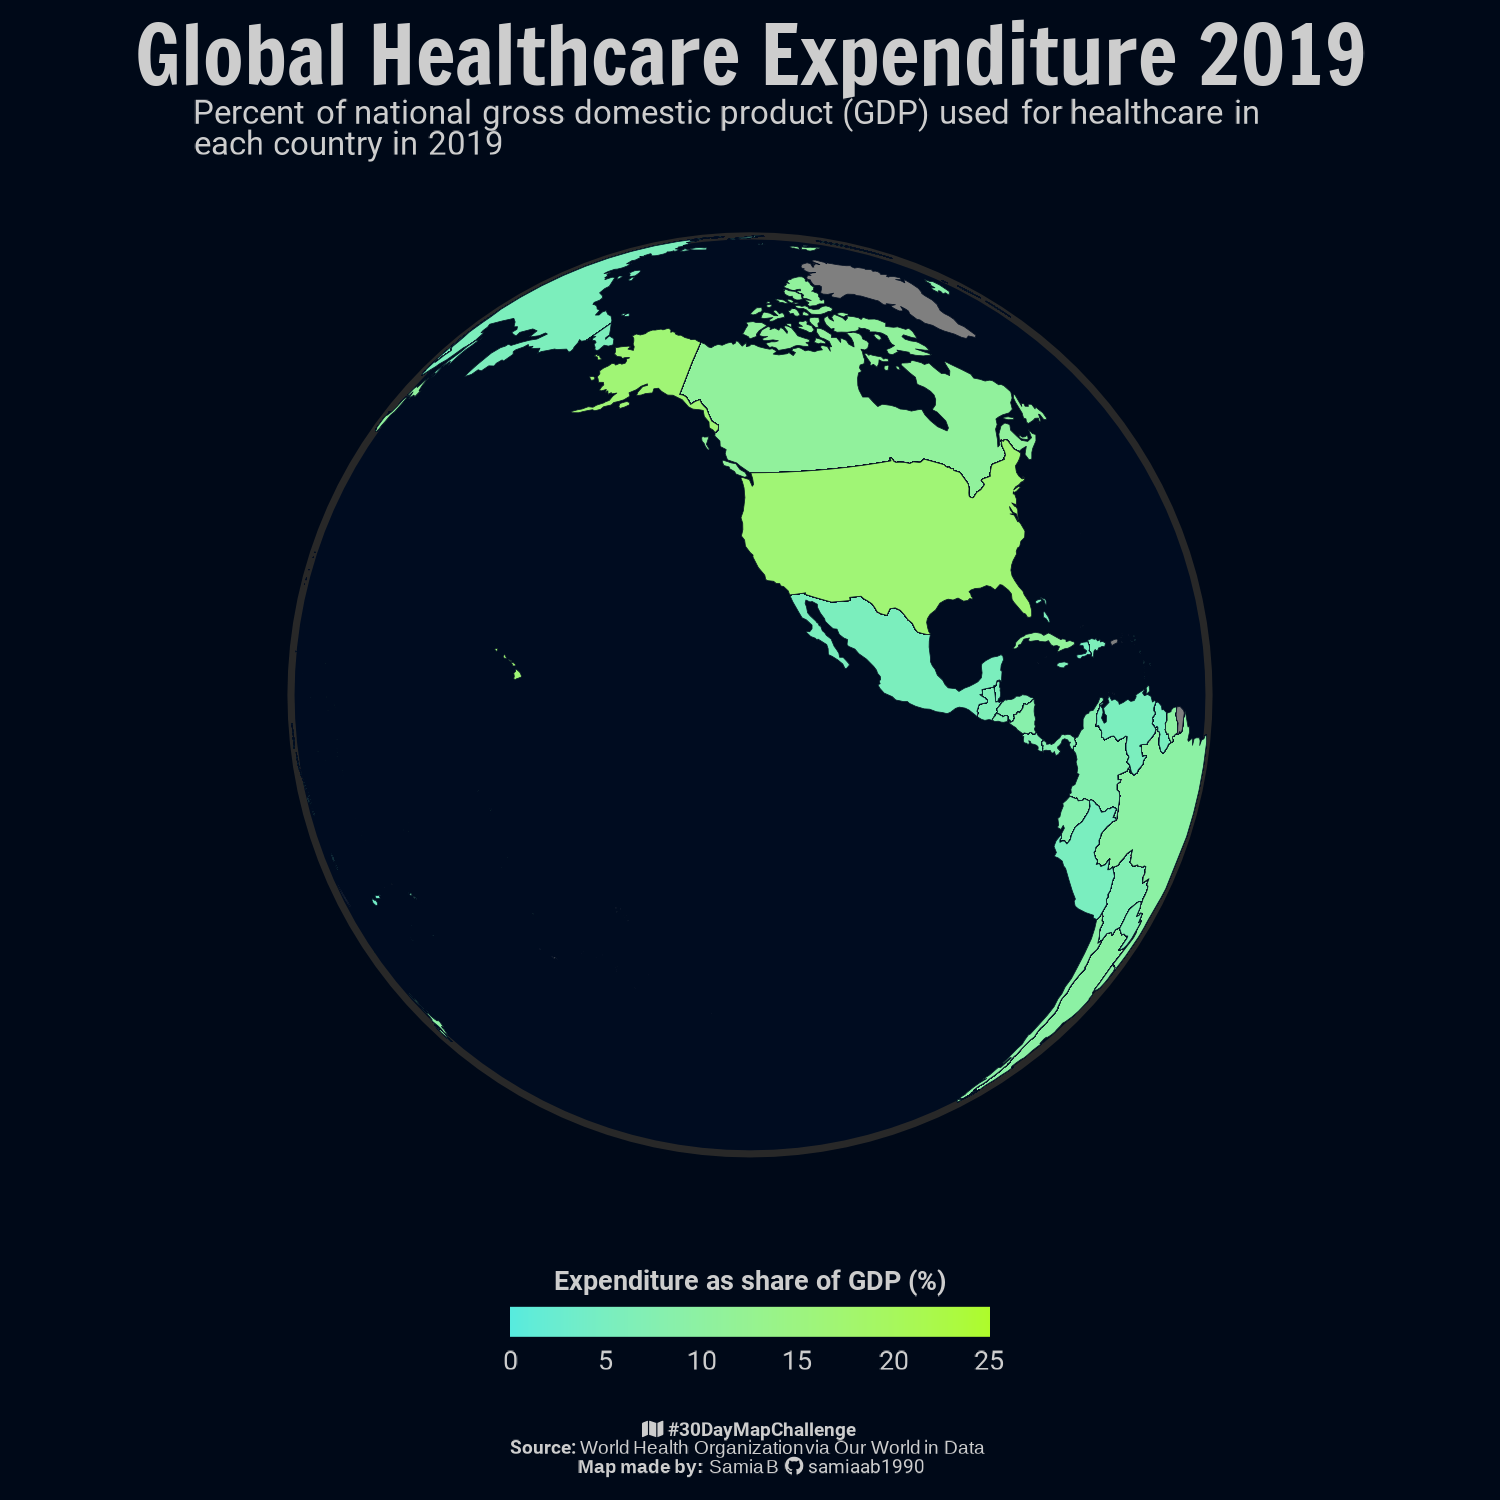 Global Healthcare Expenditure 2019
Percent of national gross domestic product (GDP) used for healthcare in
each country in 2019
Expenditure as share of GDP (%)
0 5 10 15 20 25
#30DayMapChallenge
Source: World Health Organization via Our World in Data
Map made by: Samia B samiaab1990